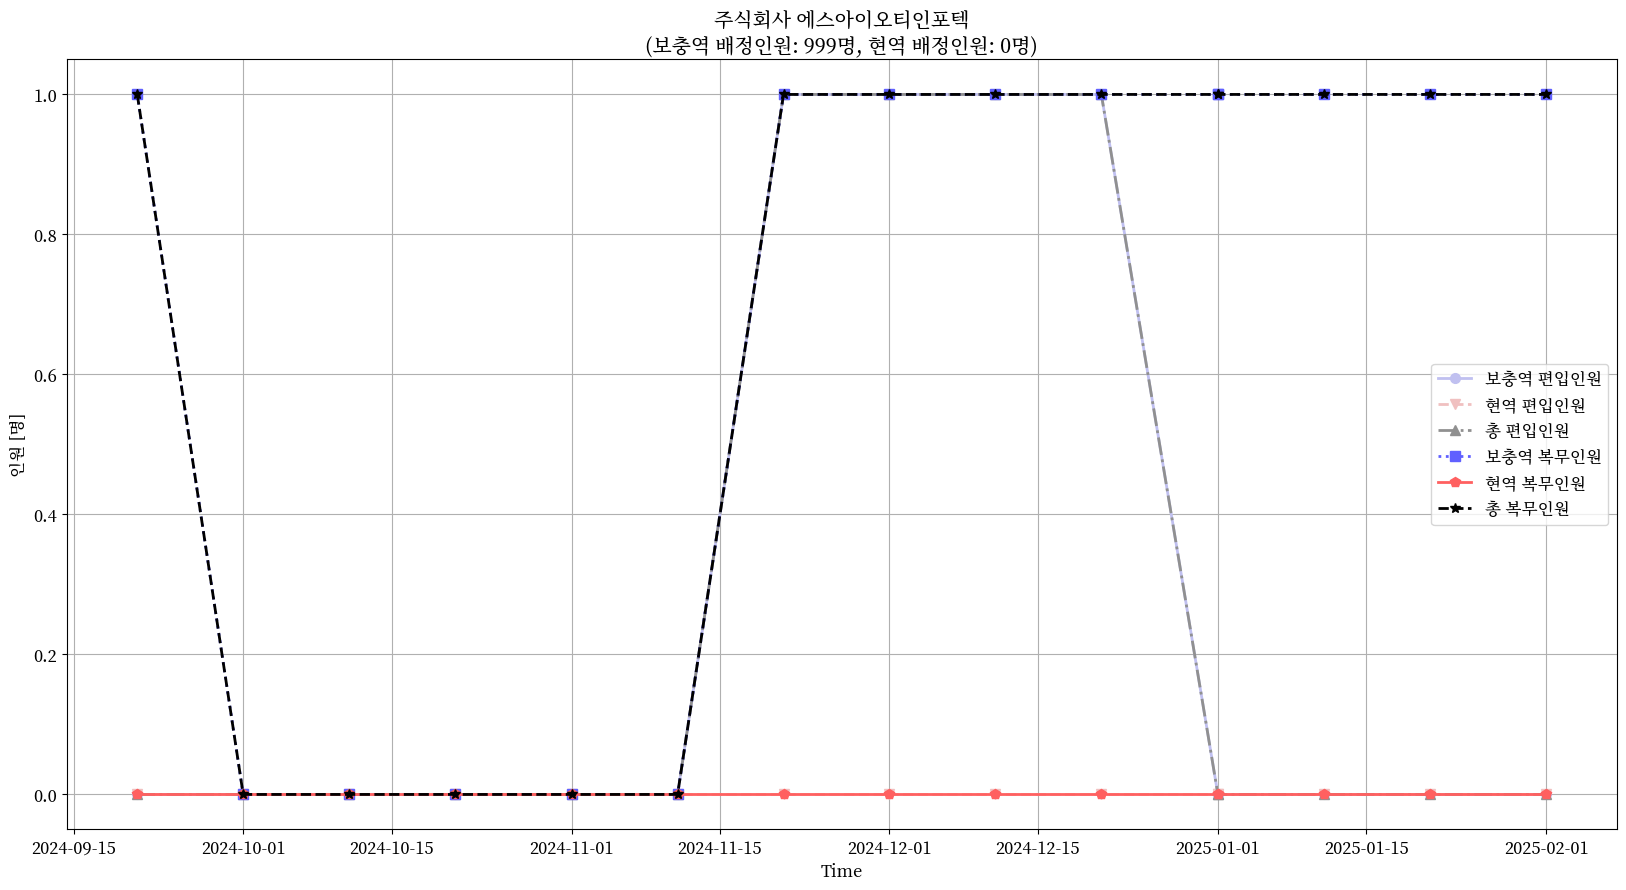 주식회사 에스아이오티인포텍
(보충역 배정인원: 999명, 현역 배정인원: 0명)
인원 [명]
1.0
0.8
0.6
0.4
0.2
0.0
보충역 편입인원
현역 편입인원
총 편입인원
보충역 복무인원
현역 복무인원
총 복무인원
2024-09-15 2024-10-01 2024-10-15 2024-11-01 2024-11-15 2024-12-01 2024-12-15 2025-01-01 2025-01-15 2025-02-01
Time